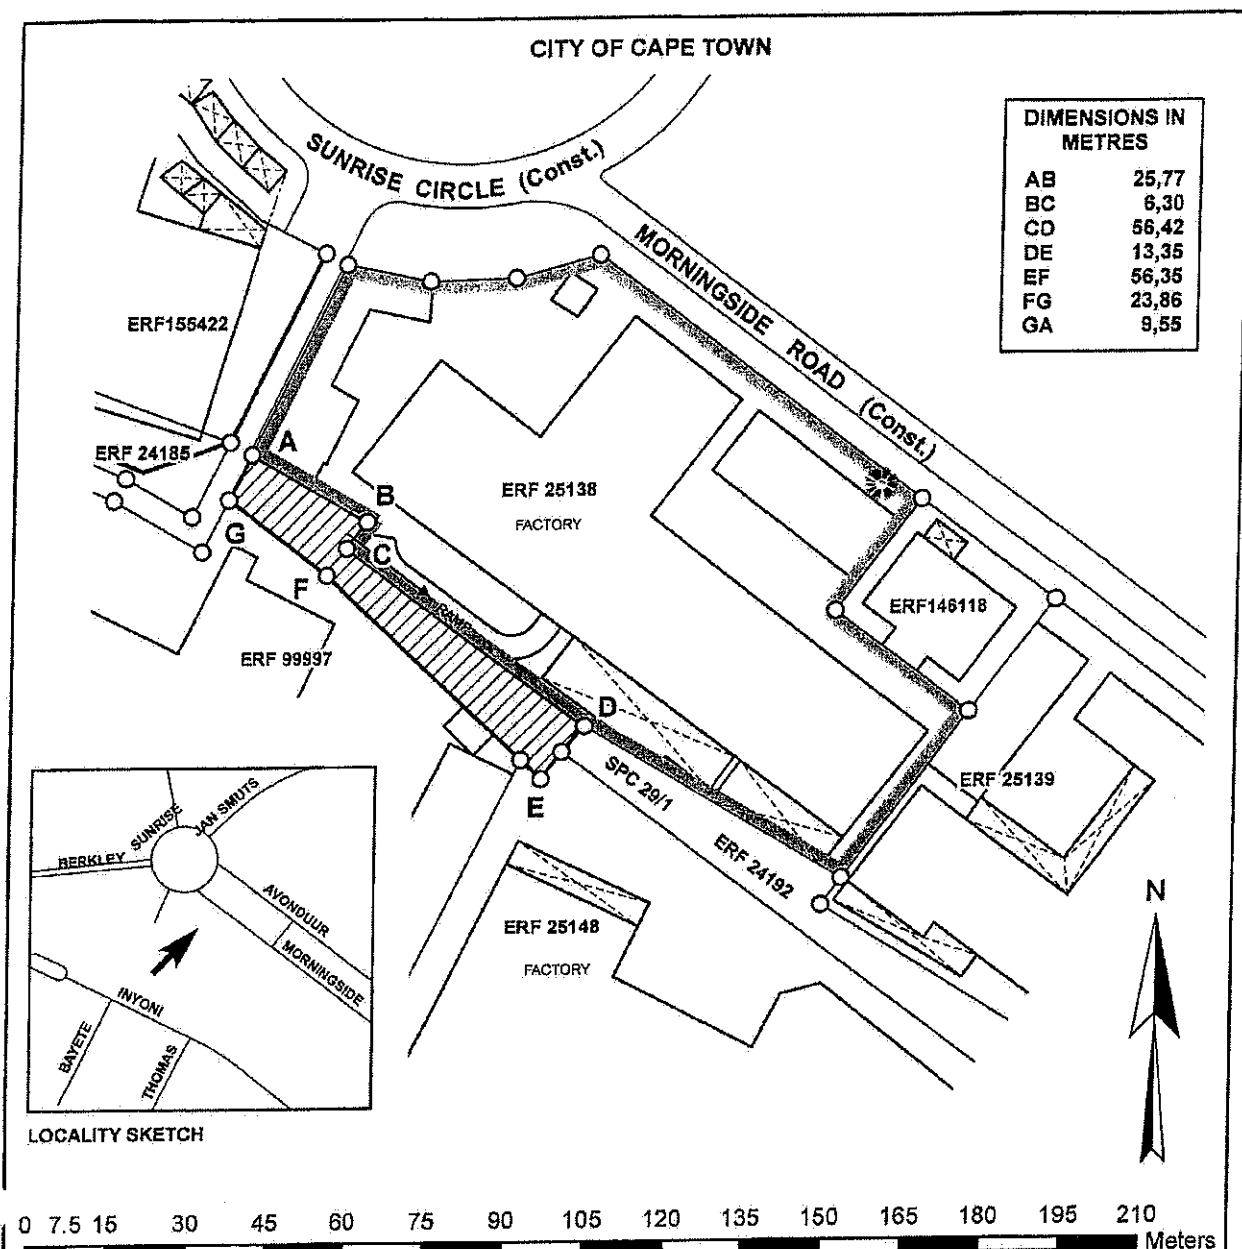 CITY OF CAPE TOWN
DIMENSIONS IN
METRES
AB 25,77
BC 6,30
CD 56,42
DE 13,35
EF 56,35
FG 23,86
GA 9,55
SUNRISE CIRCLE (Const.)
MORNINGSIDE ROAD (Const.)
ERF155422
ERF 24185
A
B
C
G
F
D
E
ERF 25138
FACTORY
RAMP
ERF146118
ERF 99997
SPC 29/1
ERF 24192
ERF 25139
ERF 25148
FACTORY
SUNRISE
JAN SMUTS
BERKLEY
AVONDUUR
MORNINGSIDE
INYONI
BAYETE
THOMAS
LOCALITY SKETCH
N
0 7.5 15 30 45 60 75 90 105 120 135 150 165 180 195 210
Meters